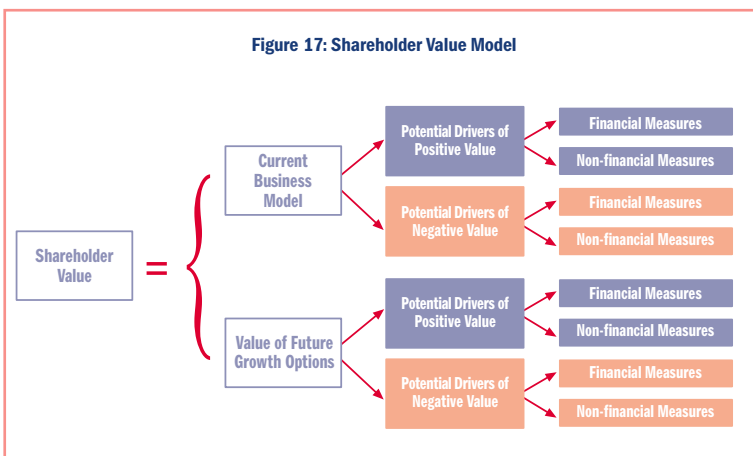 Figure 17: Shareholder Value Model
Shareholder
Value
=
{
Current
Business
Model
Potential Drivers of
Positive Value
Financial Measures
Non-financial Measures
Potential Drivers of
Negative Value
Financial Measures
Non-financial Measures
Value of Future
Growth Options
Potential Drivers of
Positive Value
Financial Measures
Non-financial Measures
Potential Drivers of
Negative Value
Financial Measures
Non-financial Measures